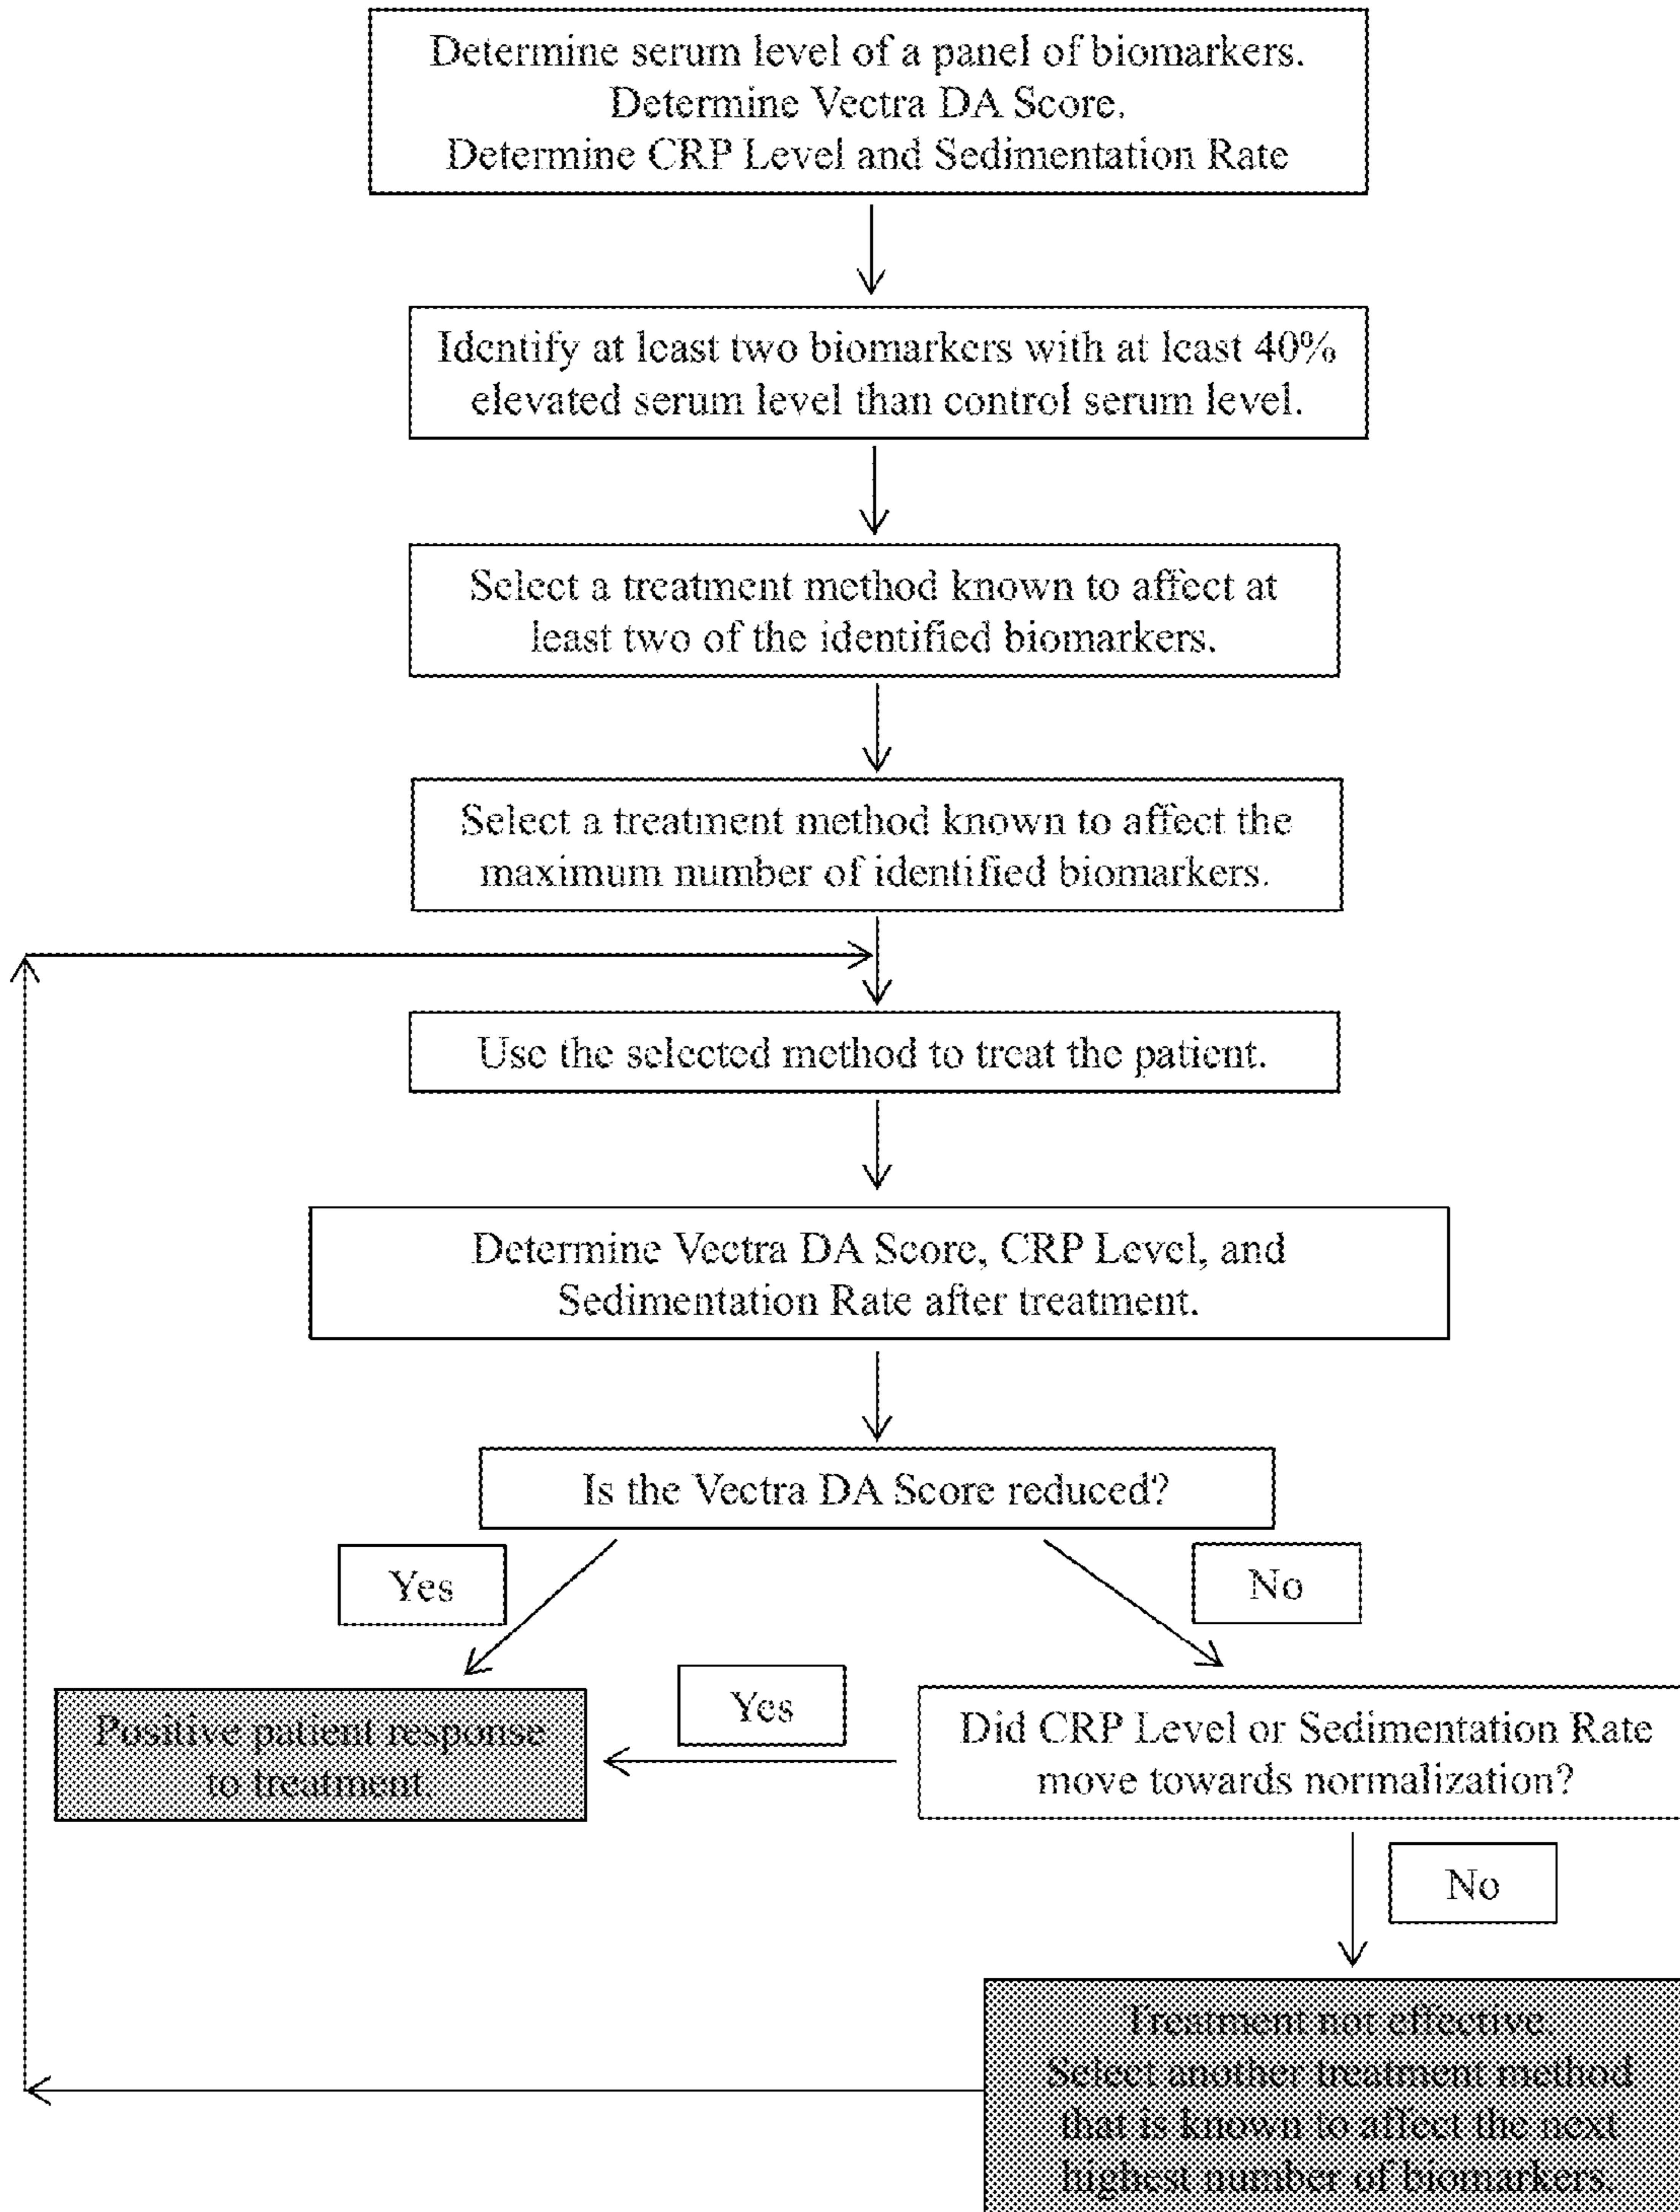 Determine serum level of a panel of biomarkers.
Determine Vectra DA Score.
Determine CRP Level and Sedimentation Rate
Identify at least two biomarkers with at least 40%
elevated serum level than control serum level.
Select a treatment method known to affect at
least two of the identified biomarkers.
Select a treatment method known to affect the
maximum number of identified biomarkers.
Use the selected method to treat the patient.
Determine Vectra DA Score, CRP Level, and
Sedimentation Rate after treatment.
Is the Vectra DA Score reduced?
Yes
No
Positive patient response
to treatment.
Yes
Did CRP Level or Sedimentation Rate
move towards normalization?
No
Treatment not effective.
Select another treatment method
that is known to affect the next
highest number of biomarkers.